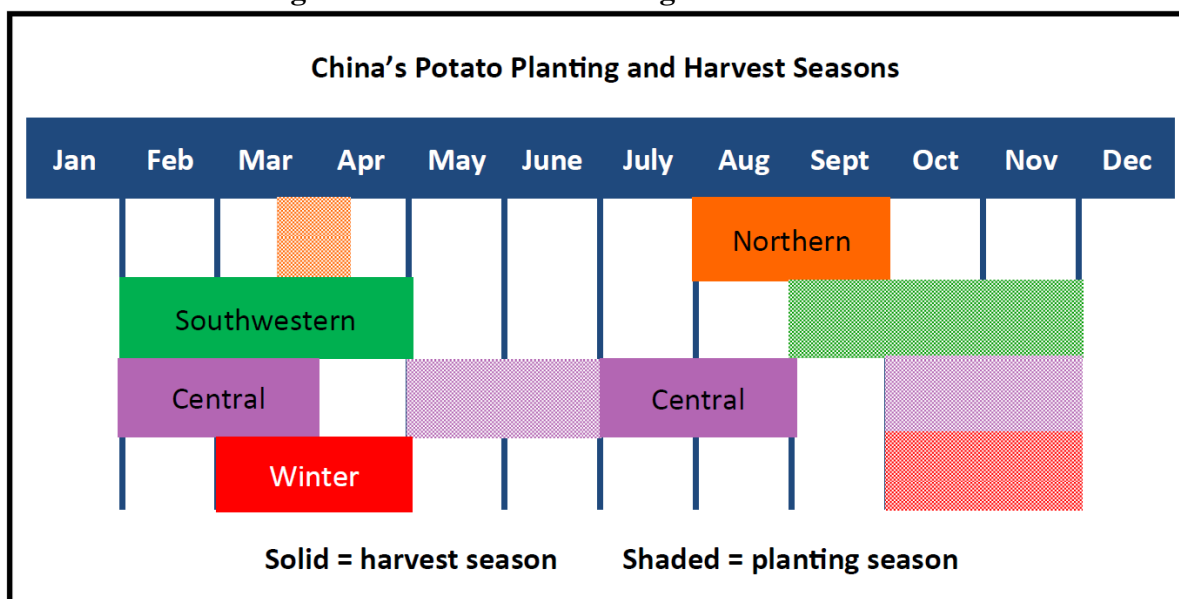 China's Potato Planting and Harvest Seasons
Jan Feb Mar Apr May June July Aug Sept Oct Nov Dec
Northern
Southwestern
Central Central
Winter
Solid = harvest season Shaded = planting season